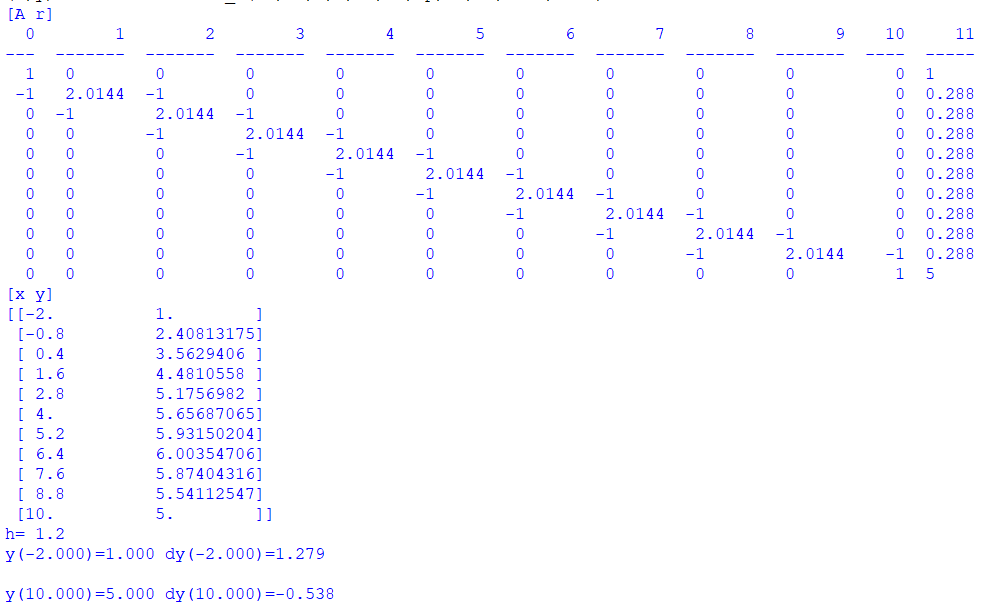 [A r]
  0        1        2        3        4        5        6        7        8        9    10     11
---  -------  -------  -------  -------  -------  -------  -------  -------  -------  ----  -----
  1   0        0        0        0        0        0        0        0        0          0  1
 -1   2.0144  -1        0        0        0        0        0        0        0          0  0.288
  0  -1        2.0144  -1        0        0        0        0        0        0          0  0.288
  0   0       -1        2.0144  -1        0        0        0        0        0          0  0.288
  0   0        0       -1        2.0144  -1        0        0        0        0          0  0.288
  0   0        0        0       -1        2.0144  -1        0        0        0          0  0.288
  0   0        0        0        0       -1        2.0144  -1        0        0          0  0.288
  0   0        0        0        0        0       -1        2.0144  -1        0          0  0.288
  0   0        0        0        0        0        0       -1        2.0144  -1          0  0.288
  0   0        0        0        0        0        0        0       -1        2.0144    -1  0.288
  0   0        0        0        0        0        0        0        0        0          1  5
[x y]
[[-2.          1.        ]
 [-0.8         2.40813175]
 [ 0.4         3.5629406 ]
 [ 1.6         4.4810558 ]
 [ 2.8         5.1756982 ]
 [ 4.          5.65687065]
 [ 5.2         5.93150204]
 [ 6.4         6.00354706]
 [ 7.6         5.87404316]
 [ 8.8         5.54112547]
 [10.          5.        ]]
h= 1.2
y(-2.000)=1.000 dy(-2.000)=1.279
y(10.000)=5.000 dy(10.000)=-0.538